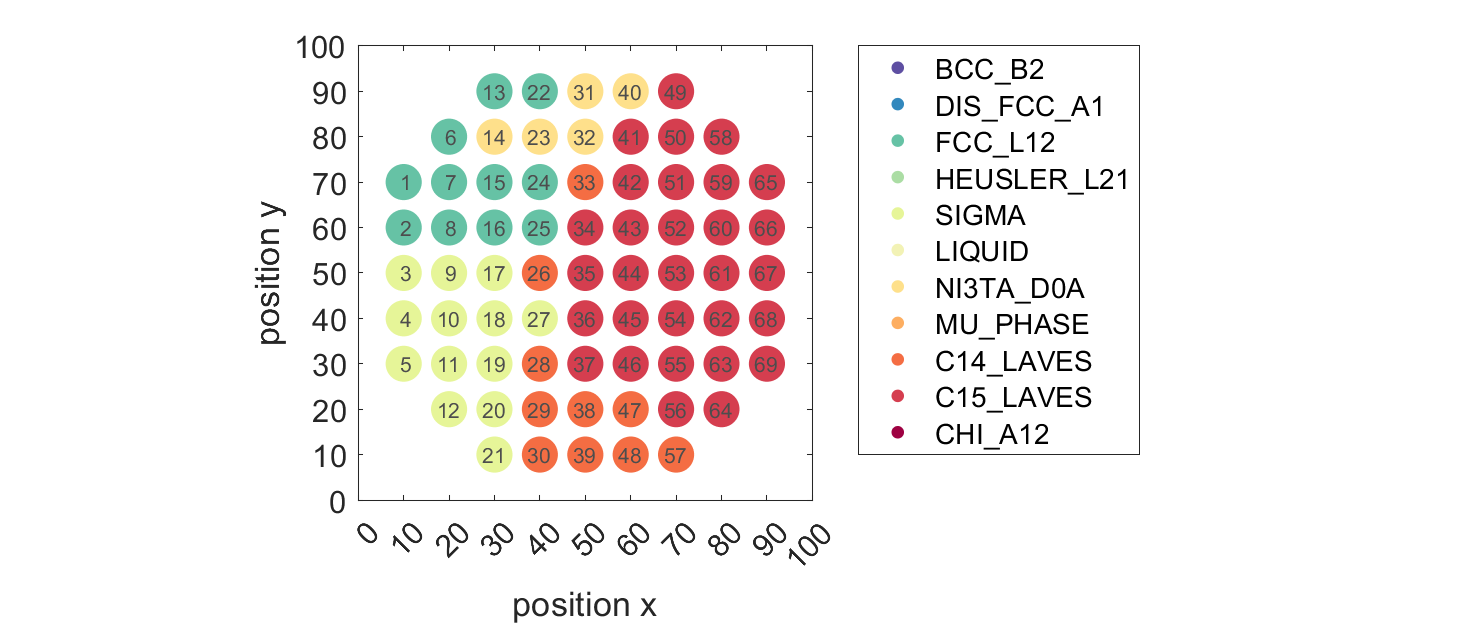 100
90
80
70
60
50
40
30
20
10
0
position y
13 22 31 40 49
6 14 23 32 41 50 58
1 7 15 24 33 42 51 59 65
2 8 16 25 34 43 52 60 66
3 9 17 26 35 44 53 61 67
4 10 18 27 36 45 54 62 68
5 11 19 28 37 46 55 63 69
12 20 29 38 47 56 64
21 30 39 48 57
0 10 20 30 40 50 60 70 80 90 100
position x
BCC_B2
DIS_FCC_A1
FCC_L12
HEUSLER_L21
SIGMA
LIQUID
NI3TA_D0A
MU_PHASE
C14_LAVES
C15_LAVES
CHI_A12